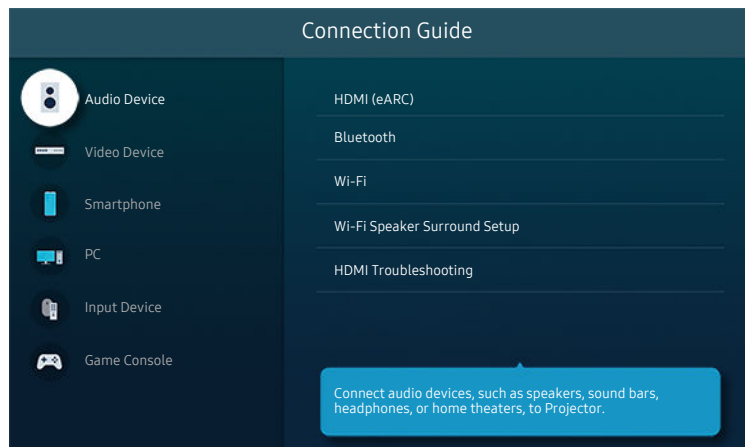 Connection Guide
Audio Device
Video Device
Smartphone
PC
Input Device
Game Console
HDMI (eARC)
Bluetooth
Wi-Fi
Wi-Fi Speaker Surround Setup
HDMI Troubleshooting
Connect audio devices, such as speakers, sound bars,
headphones, or home theaters, to Projector.